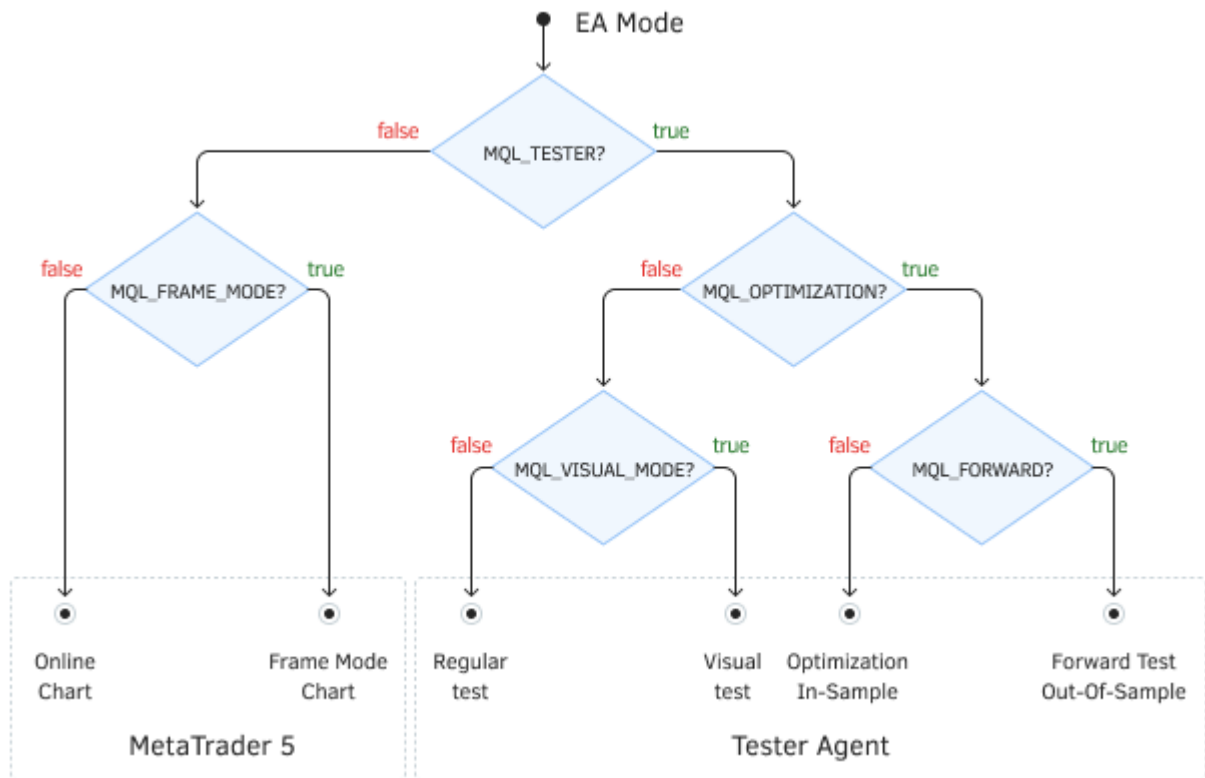 EA Mode
false
true
MQL_TESTER?
false
true
false
true
MQL_FRAME_MODE?
MQL_OPTIMIZATION?
false
true
false
true
MQL_VISUAL_MODE?
MQL_FORWARD?
Online
Chart
Frame Mode
Chart
Regular
test
Visual
test
Optimization
In-Sample
Forward Test
Out-Of-Sample
MetaTrader 5
Tester Agent